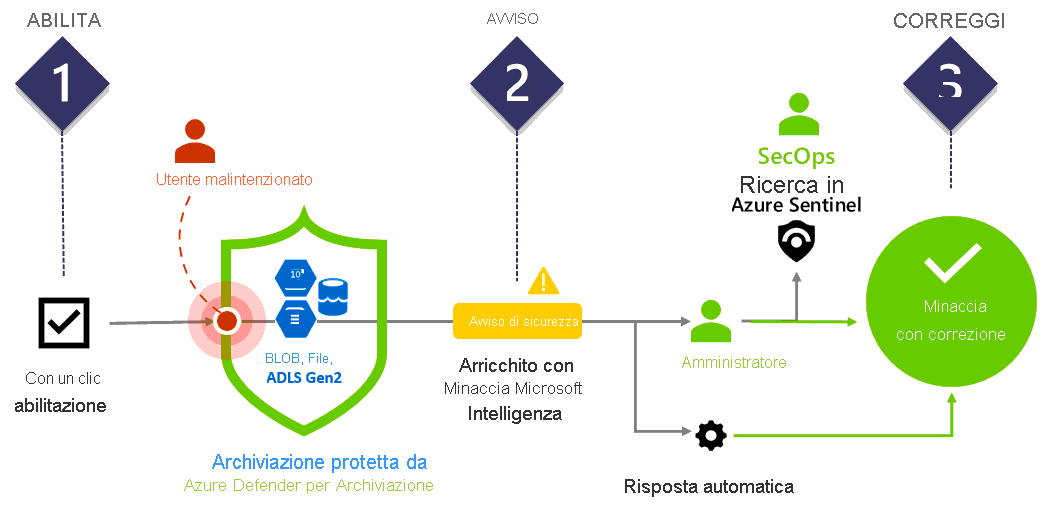 ABILITA
AVVISO
CORREGGI
1
2
3
SecOps
Ricerca in
Azure Sentinel
Utente malintenzionato
10
BLOB, File,
ADLS Gen2
Avviso di sicurezza
Minaccia
con correzione
Con un clic
abilitazione
Arricchito con
Minaccia Microsoft
Intelligenza
Amministratore
Archiviazione protetta da
Azure Defender per Archiviazione
Risposta automatica